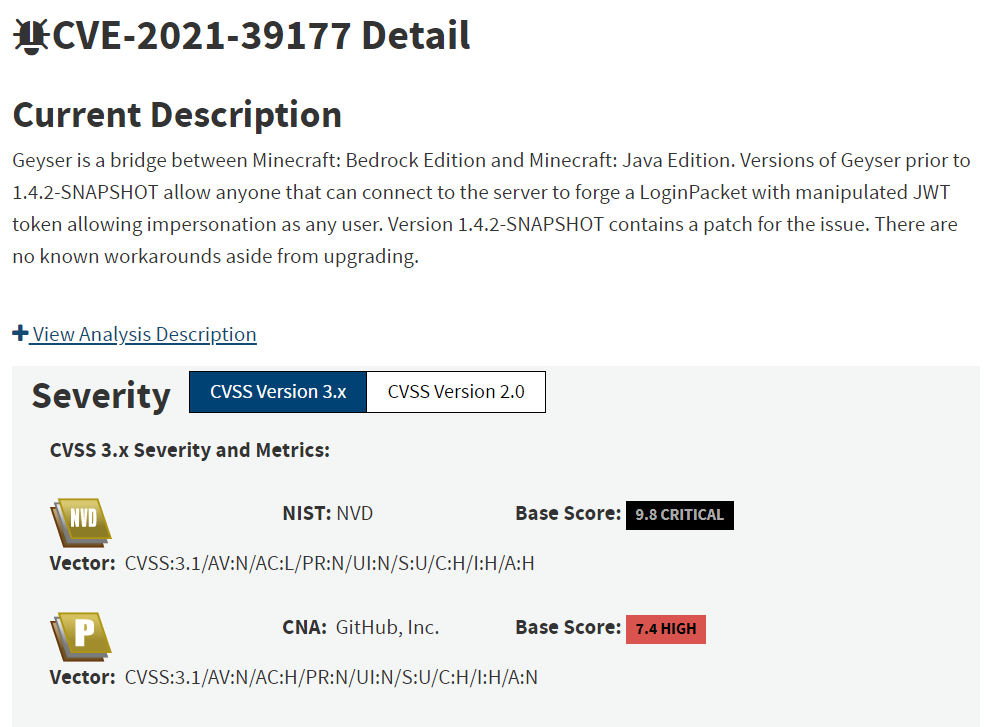 CVE-2021-39177 Detail
Current Description
Geyser is a bridge between Minecraft: Bedrock Edition and Minecraft: Java Edition. Versions of Geyser prior to
1.4.2-SNAPSHOT allow anyone that can connect to the server to forge a LoginPacket with manipulated JWT
token allowing impersonation as any user. Version 1.4.2-SNAPSHOT contains a patch for the issue. There are
no known workarounds aside from upgrading.
View Analysis Description
Severity CVSS Version 3.x CVSS Version 2.0
CVSS 3.x Severity and Metrics:
NVD NIST: NVD Base Score: 9.8 CRITICAL
Vector: CVSS:3.1/AV:N/AC:L/PR:N/UI:N/S:U/C:H/I:H/A:H
P CNA: GitHub, Inc. Base Score: 7.4 HIGH
Vector: CVSS:3.1/AV:N/AC:H/PR:N/UI:N/S:U/C:H/I:H/A:N